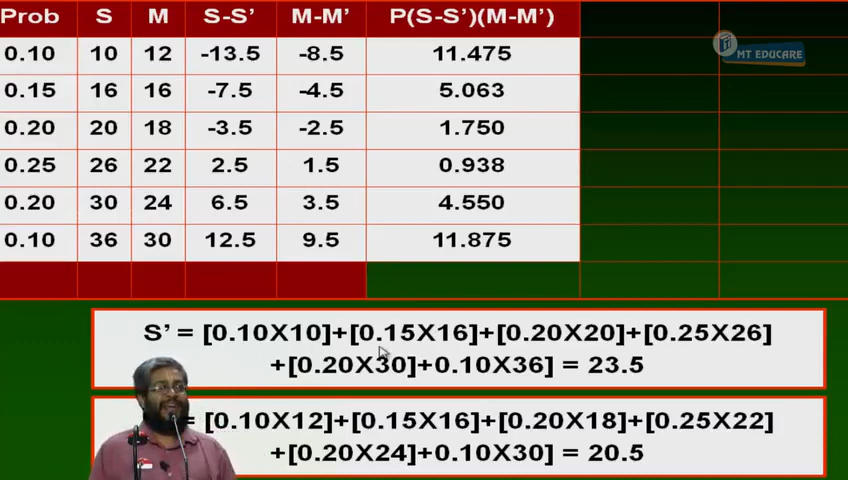 Prob S M S-S’ M-M’ P(S-S’)(M-M’)
0.10 10 12 -13.5 -8.5 11.475
MT EDUCARE
0.15 16 16 -7.5 -4.5 5.063
0.20 20 18 -3.5 -2.5 1.750
0.25 26 22 2.5 1.5 0.938
0.20 30 24 6.5 3.5 4.550
0.10 36 30 12.5 9.5 11.875
S’ = [0.10X10]+[0.15X16]+[0.20X20]+[0.25X26]
+[0.20X30]+0.10X36] = 23.5
= [0.10X12]+[0.15X16]+[0.20X18]+[0.25X22]
+[0.20X24]+0.10X30] = 20.5